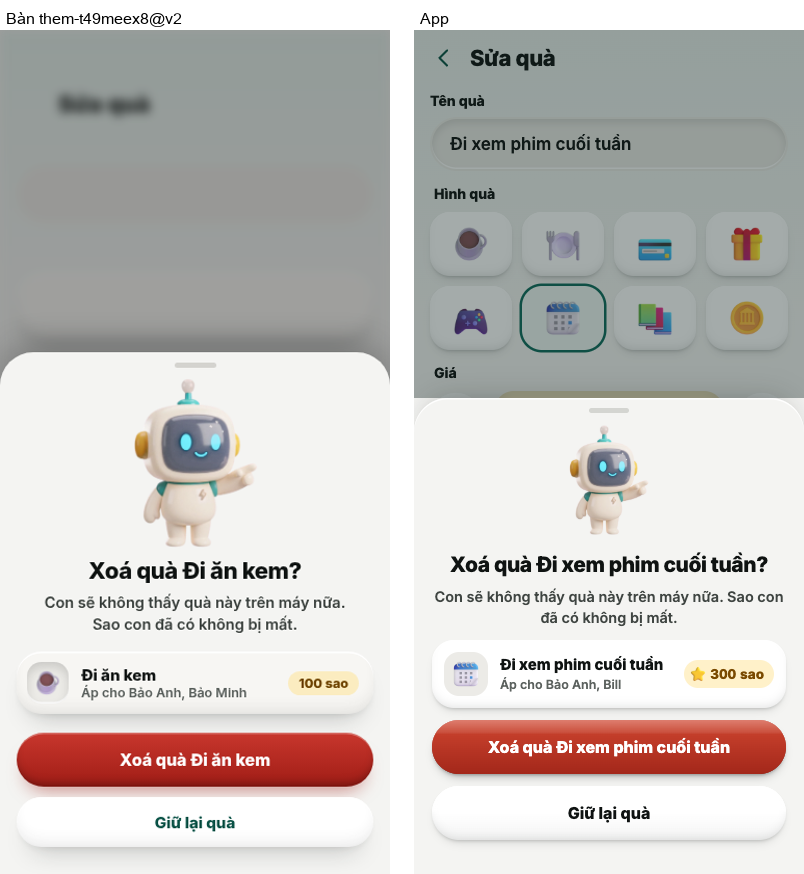 Bản them-t49meex8@v2
Sửa quà
Xoá quà Đi ăn kem?
Con sẽ không thấy quà này trên máy nữa.
Sao con đã có không bị mất.
Đi ăn kem
Áp cho Bảo Anh, Bảo Minh
100 sao
Xoá quà Đi ăn kem
Giữ lại quà
App
Sửa quà
Tên quà
Đi xem phim cuối tuần
Hình quà
Giá
Xoá quà Đi xem phim cuối tuần?
Con sẽ không thấy quà này trên máy nữa. Sao con
đã có không bị mất.
Đi xem phim cuối tuần
Áp cho Bảo Anh, Bill
300 sao
Xoá quà Đi xem phim cuối tuần
Giữ lại quà